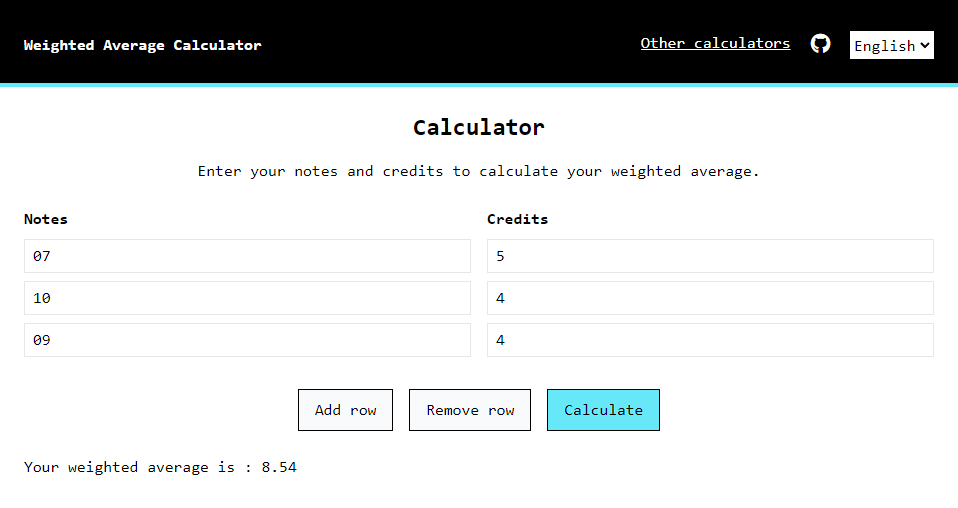 Weighted Average Calculator
Other calculators
English
Calculator
Enter your notes and credits to calculate your weighted average.
Notes Credits
07 5
10 4
09 4
Add row Remove row Calculate
Your weighted average is : 8.54